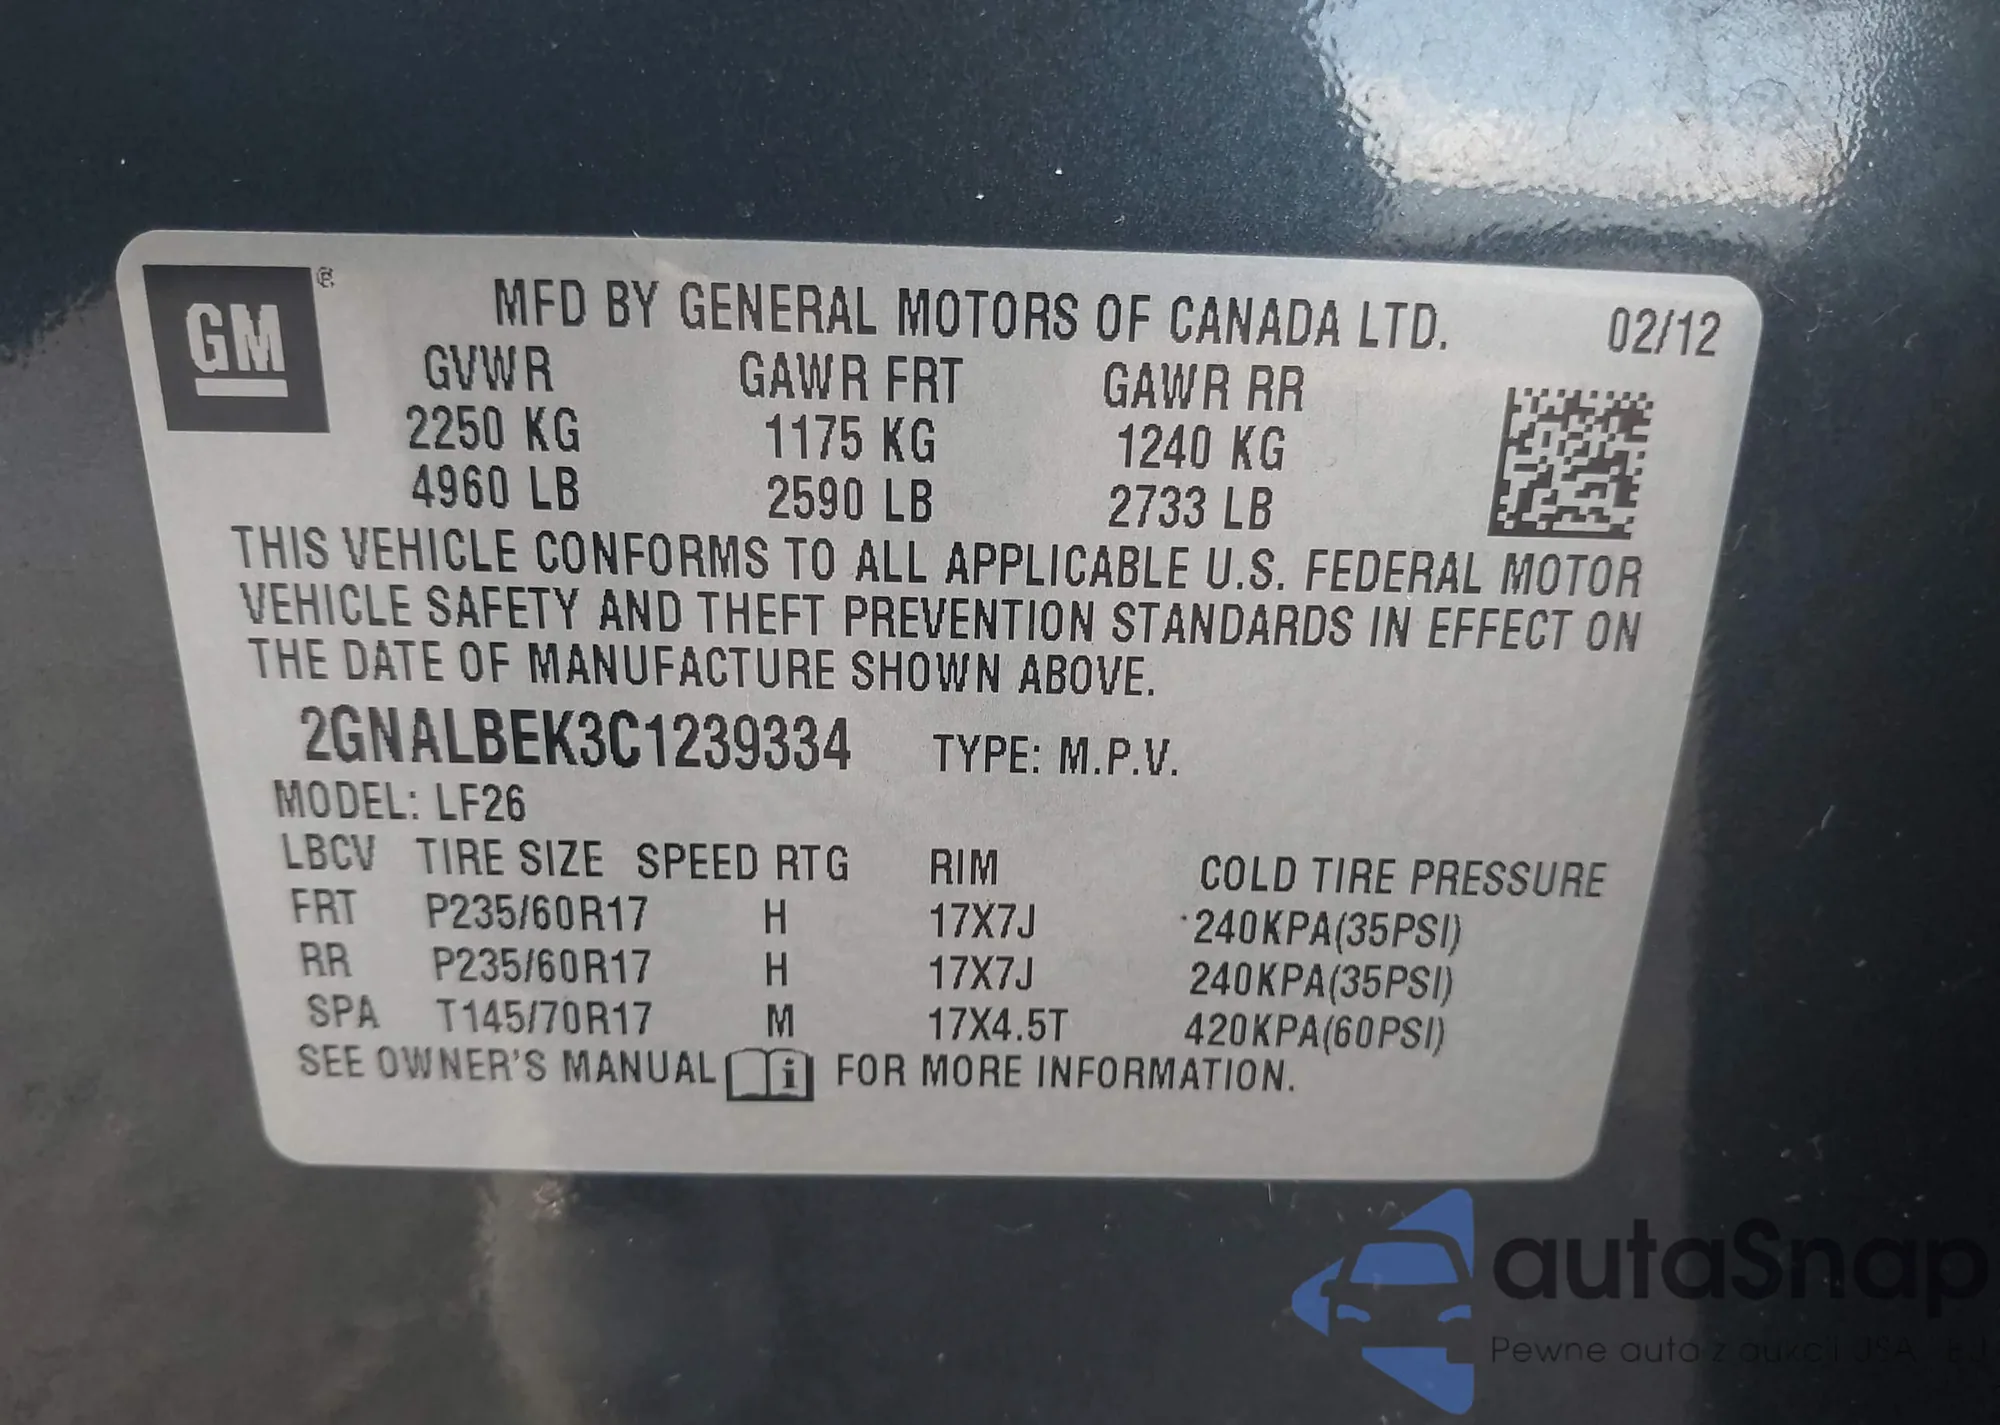 GM
MFD BY GENERAL MOTORS OF CANADA LTD. 02/12
GVWR GAWR FRT GAWR RR
2250 KG 1175 KG 1240 KG
4960 LB 2590 LB 2733 LB
THIS VEHICLE CONFORMS TO ALL APPLICABLE U.S. FEDERAL MOTOR
VEHICLE SAFETY AND THEFT PREVENTION STANDARDS IN EFFECT ON
THE DATE OF MANUFACTURE SHOWN ABOVE.
2GNALBEK3C1239334 TYPE: M.P.V.
MODEL: LF26
LBCV TIRE SIZE SPEED RTG RIM COLD TIRE PRESSURE
FRT P235/60R17 H 17X7J 240KPA(35PSI)
RR P235/60R17 H 17X7J 240KPA(35PSI)
SPA T145/70R17 M 17X4.5T 420KPA(60PSI)
SEE OWNER'S MANUAL i FOR MORE INFORMATION.
autaSnap
Pewne auta z aukcji USA